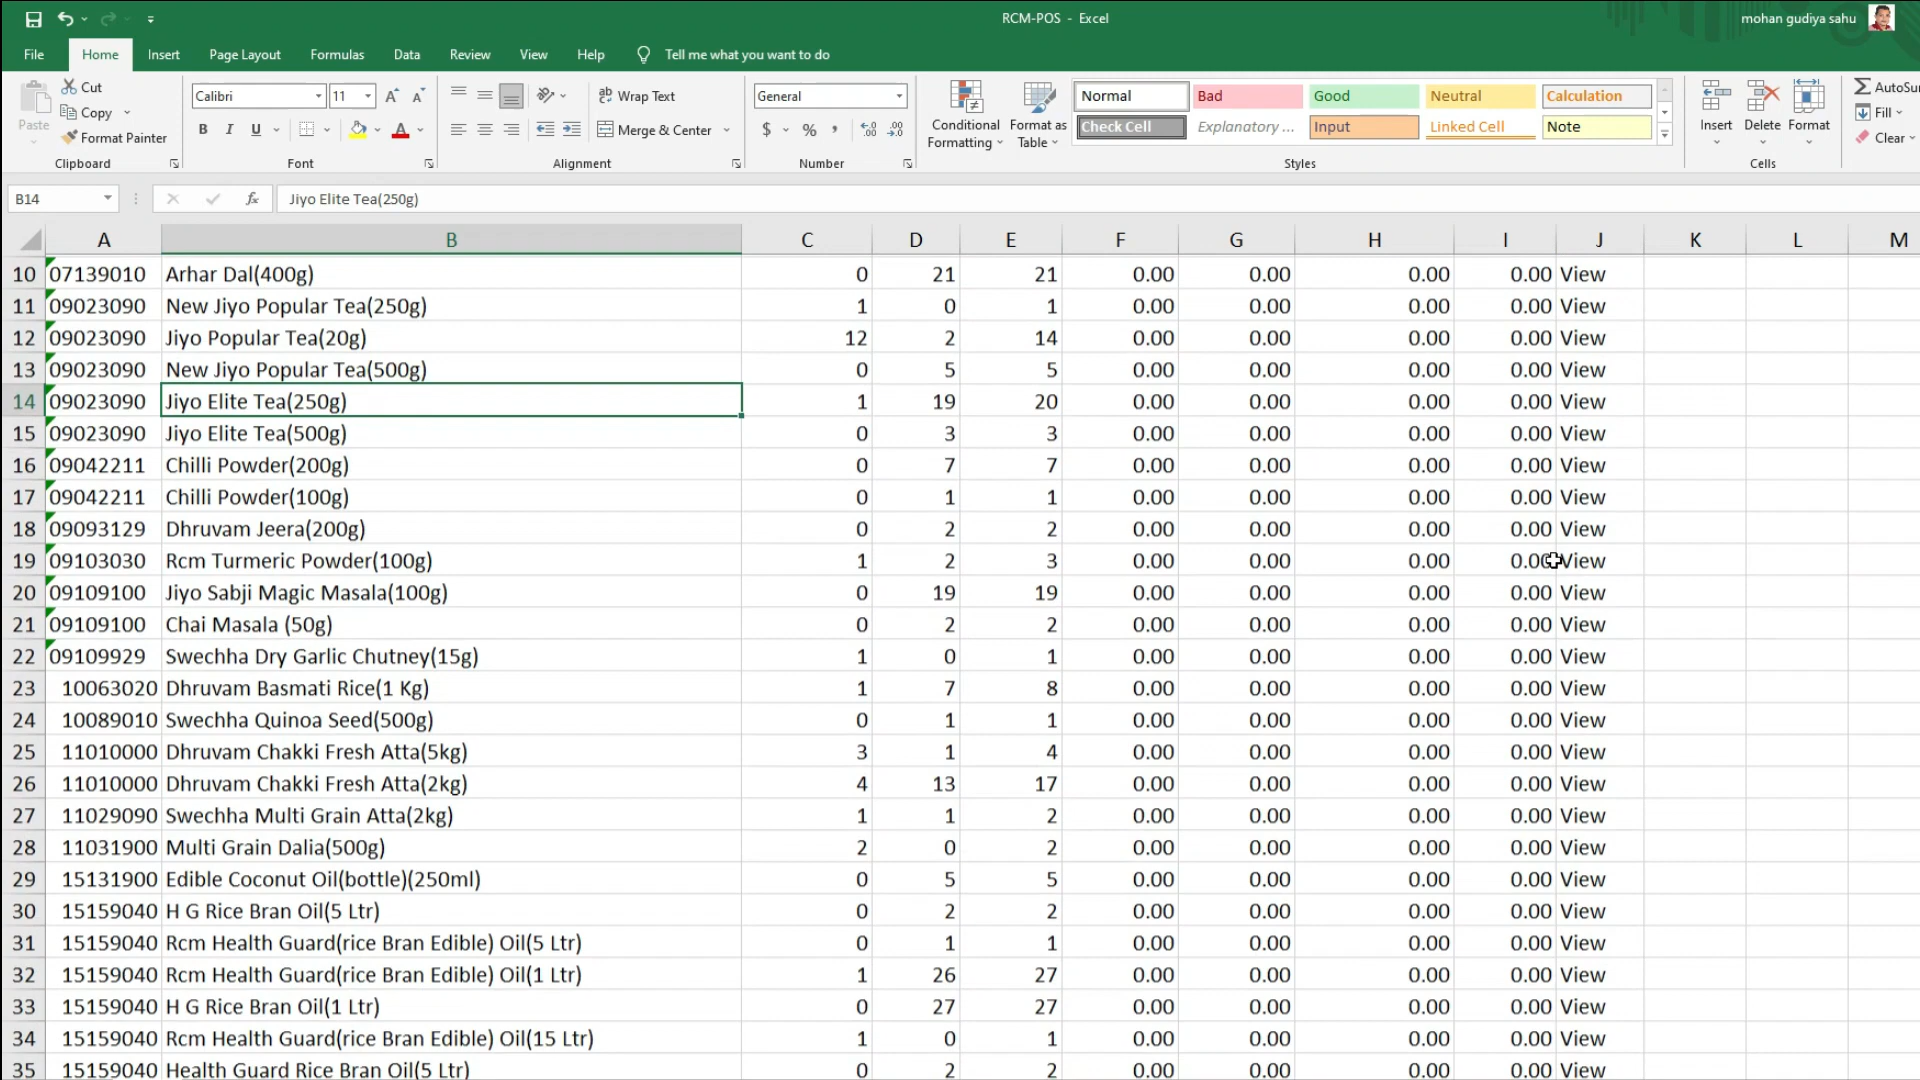 RCM-POS - Excel
mohan gudiya sahu
File Home Insert Page Layout Formulas Data Review View Help Tell me what you want to do
Paste
Cut
Copy
Format Painter
Clipboard
Calibri 11
B I U
Font
Wrap Text
Merge & Center
Alignment
General
$ % ,
Number
Conditional Formatting
Format as Table
Normal Bad Good Neutral Calculation
Check Cell Explanatory ... Input Linked Cell Note
Styles
Insert Delete Format
Cells
AutoSu
Fill
Clear
B14 fx Jiyo Elite Tea(250g)
A B C D E F G H I J K L M
10 07139010 Arhar Dal(400g) 0 21 21 0.00 0.00 0.00 0.00 View
11 09023090 New Jiyo Popular Tea(250g) 1 0 1 0.00 0.00 0.00 0.00 View
12 09023090 Jiyo Popular Tea(20g) 12 2 14 0.00 0.00 0.00 0.00 View
13 09023090 New Jiyo Popular Tea(500g) 0 5 5 0.00 0.00 0.00 0.00 View
14 09023090 Jiyo Elite Tea(250g) 1 19 20 0.00 0.00 0.00 0.00 View
15 09023090 Jiyo Elite Tea(500g) 0 3 3 0.00 0.00 0.00 0.00 View
16 09042211 Chilli Powder(200g) 0 7 7 0.00 0.00 0.00 0.00 View
17 09042211 Chilli Powder(100g) 0 1 1 0.00 0.00 0.00 0.00 View
18 09093129 Dhruvam Jeera(200g) 0 2 2 0.00 0.00 0.00 0.00 View
19 09103030 Rcm Turmeric Powder(100g) 1 2 3 0.00 0.00 0.00 0.00 View
20 09109100 Jiyo Sabji Magic Masala(100g) 0 19 19 0.00 0.00 0.00 0.00 View
21 09109100 Chai Masala (50g) 0 2 2 0.00 0.00 0.00 0.00 View
22 09109929 Swechha Dry Garlic Chutney(15g) 1 0 1 0.00 0.00 0.00 0.00 View
23 10063020 Dhruvam Basmati Rice(1 Kg) 1 7 8 0.00 0.00 0.00 0.00 View
24 10089010 Swechha Quinoa Seed(500g) 0 1 1 0.00 0.00 0.00 0.00 View
25 11010000 Dhruvam Chakki Fresh Atta(5kg) 3 1 4 0.00 0.00 0.00 0.00 View
26 11010000 Dhruvam Chakki Fresh Atta(2kg) 4 13 17 0.00 0.00 0.00 0.00 View
27 11029090 Swechha Multi Grain Atta(2kg) 1 1 2 0.00 0.00 0.00 0.00 View
28 11031900 Multi Grain Dalia(500g) 2 0 2 0.00 0.00 0.00 0.00 View
29 15131900 Edible Coconut Oil(bottle)(250ml) 0 5 5 0.00 0.00 0.00 0.00 View
30 15159040 H G Rice Bran Oil(5 Ltr) 0 2 2 0.00 0.00 0.00 0.00 View
31 15159040 Rcm Health Guard(rice Bran Edible) Oil(5 Ltr) 0 1 1 0.00 0.00 0.00 0.00 View
32 15159040 Rcm Health Guard(rice Bran Edible) Oil(1 Ltr) 1 26 27 0.00 0.00 0.00 0.00 View
33 15159040 H G Rice Bran Oil(1 Ltr) 0 27 27 0.00 0.00 0.00 0.00 View
34 15159040 Rcm Health Guard(rice Bran Edible) Oil(15 Ltr) 1 0 1 0.00 0.00 0.00 0.00 View
35 15159040 Health Guard Rice Bran Oil(5 Ltr) 0 2 2 0.00 0.00 0.00 0.00 View